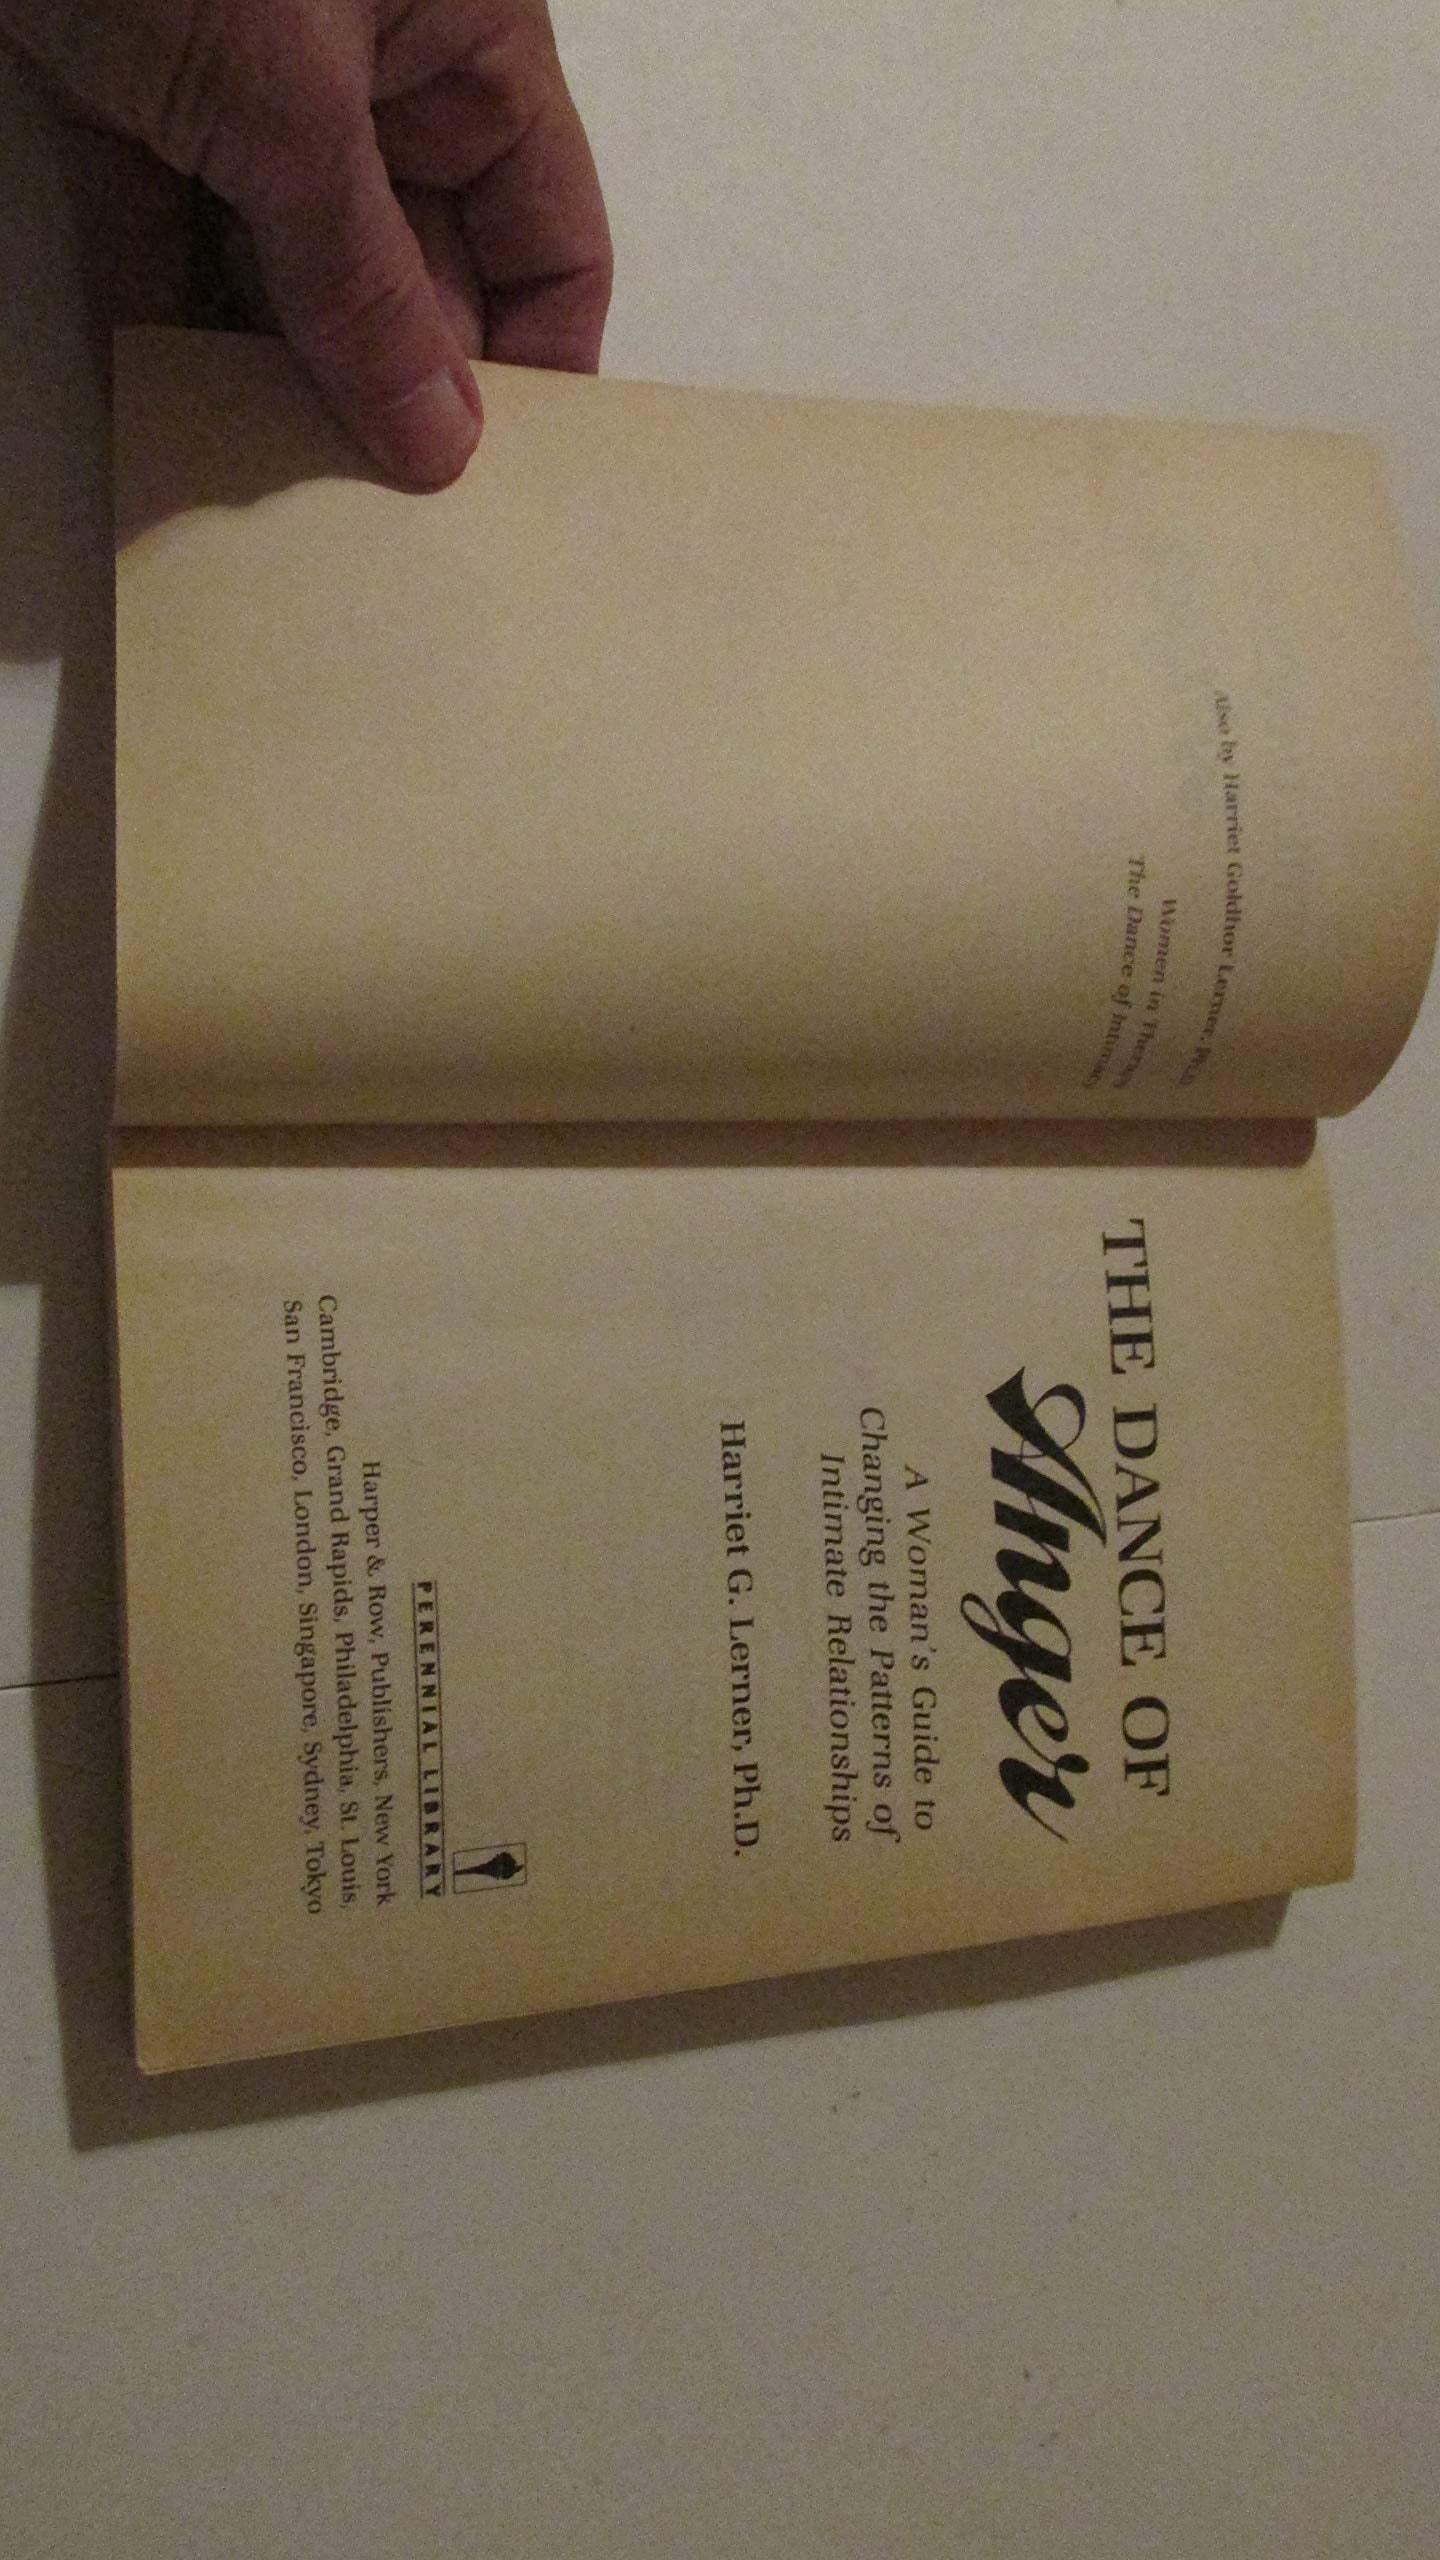 Also by Harriet Goldhor Lerner, Ph.D.
Women in Therapy
The Dance of Intimacy
THE DANCE OF
Anger
A Woman's Guide to
Changing the Patterns of
Intimate Relationships
Harriet G. Lerner, Ph.D.
PERENNIAL LIBRARY
Harper & Row, Publishers, New York
Cambridge, Grand Rapids, Philadelphia, St. Louis,
San Francisco, London, Singapore, Sydney, Tokyo